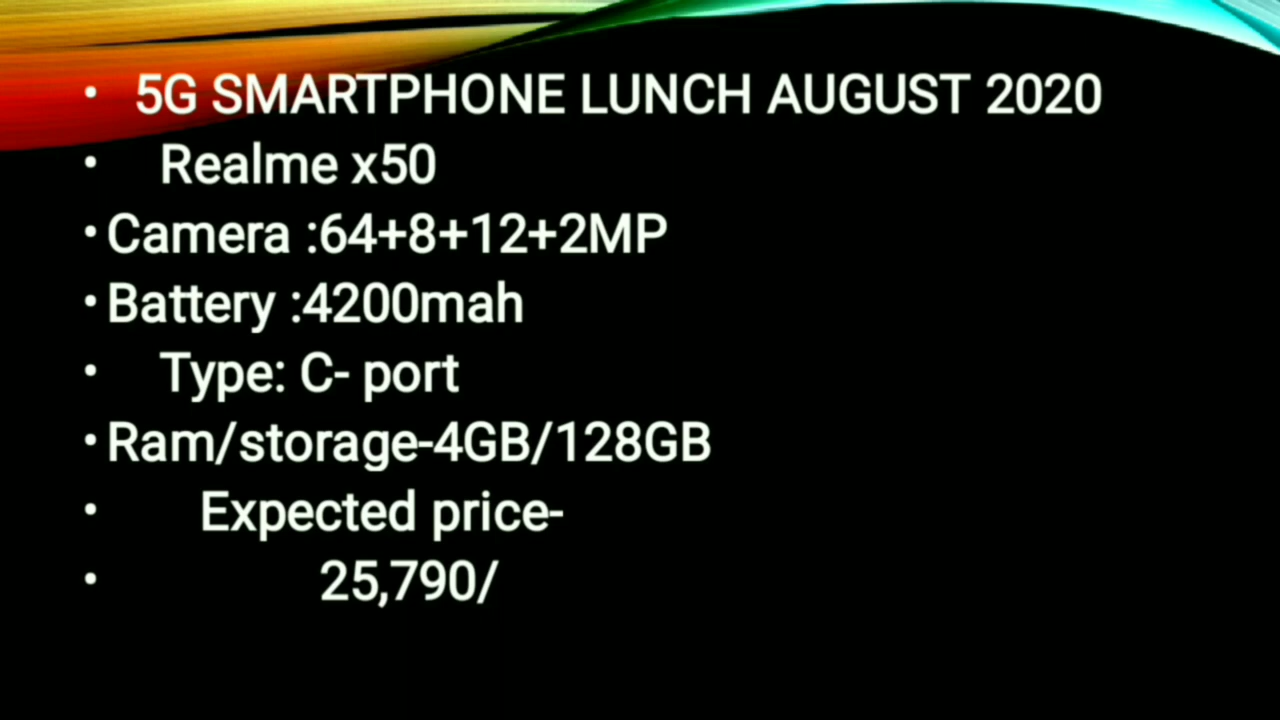 • 5G SMARTPHONE LUNCH AUGUST 2020
• Realme x50
• Camera :64+8+12+2MP
• Battery :4200mah
• Type: C- port
• Ram/storage-4GB/128GB
• Expected price-
• 25,790/